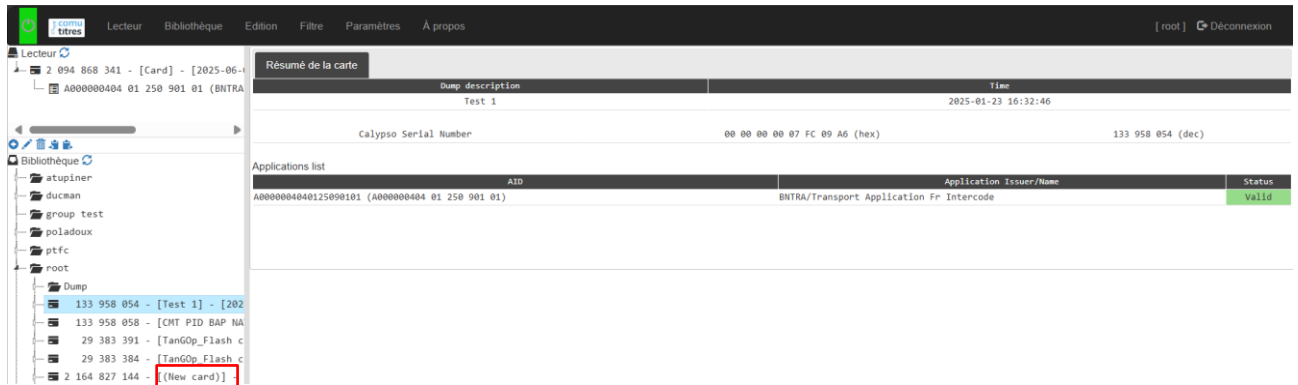 comu
titres
Lecteur Bibliothèque Edition Filtre Paramètres À propos [ root ] Déconnexion
Lecteur
2 094 868 341 - [Card] - [2025-06-
A000000404 01 250 901 01 (BNTRA
Bibliothèque
atupiner
ducman
group test
poladoux
ptfc
root
Dump
133 958 054 - [Test 1] - [202
133 958 058 - [CMT PID BAP NA
29 383 391 - [TanGOp_Flash c
29 383 384 - [TanGOp_Flash c
2 164 827 144 - [(New card)] -
Résumé de la carte
Dump description Time
Test 1 2025-01-23 16:32:46
Calypso Serial Number 00 00 00 00 07 FC 09 A6 (hex) 133 958 054 (dec)
Applications list
AID Application Issuer/Name Status
A0000004040125090101 (A000000404 01 250 901 01) BNTRA/Transport Application Fr Intercode Valid